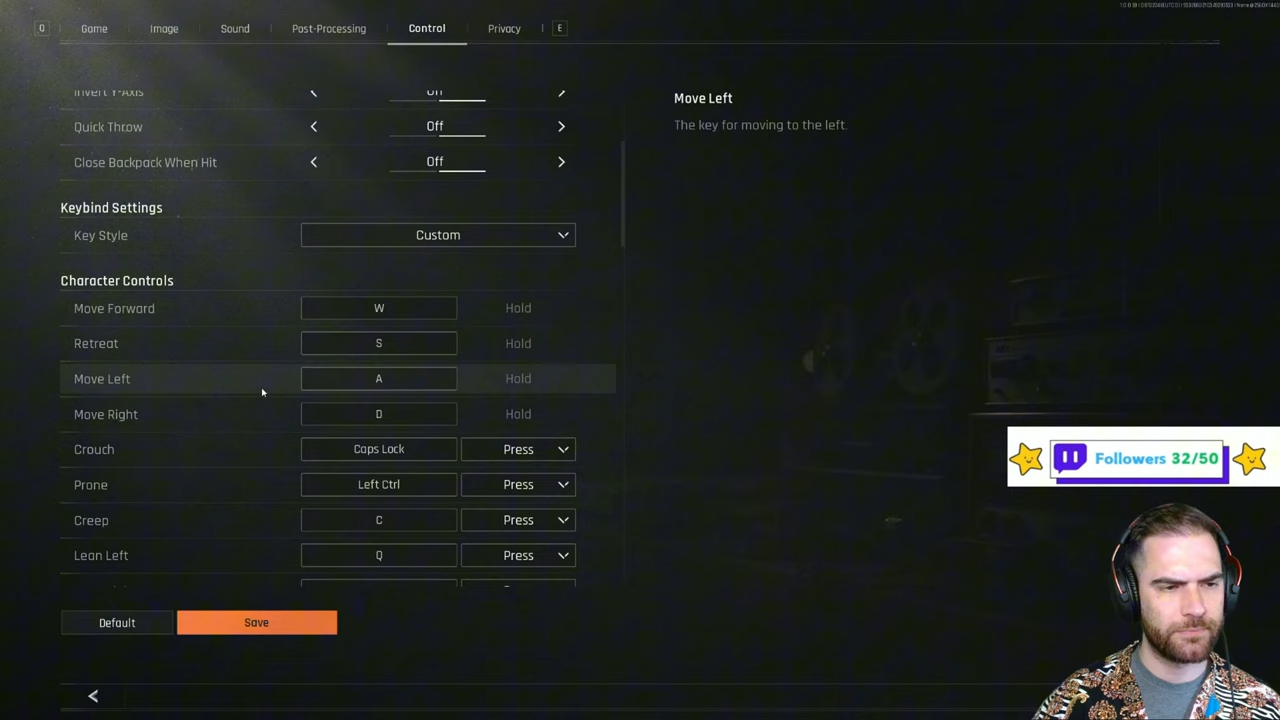 Q Game Image Sound Post-Processing Control Privacy E
Invert Y-Axis Off
Quick Throw Off
Close Backpack When Hit Off
Keybind Settings
Key Style Custom
Character Controls
Move Forward W Hold
Retreat S Hold
Move Left A Hold
Move Right D Hold
Crouch Caps Lock Press
Prone Left Ctrl Press
Creep C Press
Lean Left Q Press
Default Save
Move Left
The key for moving to the left.
Followers 32/50